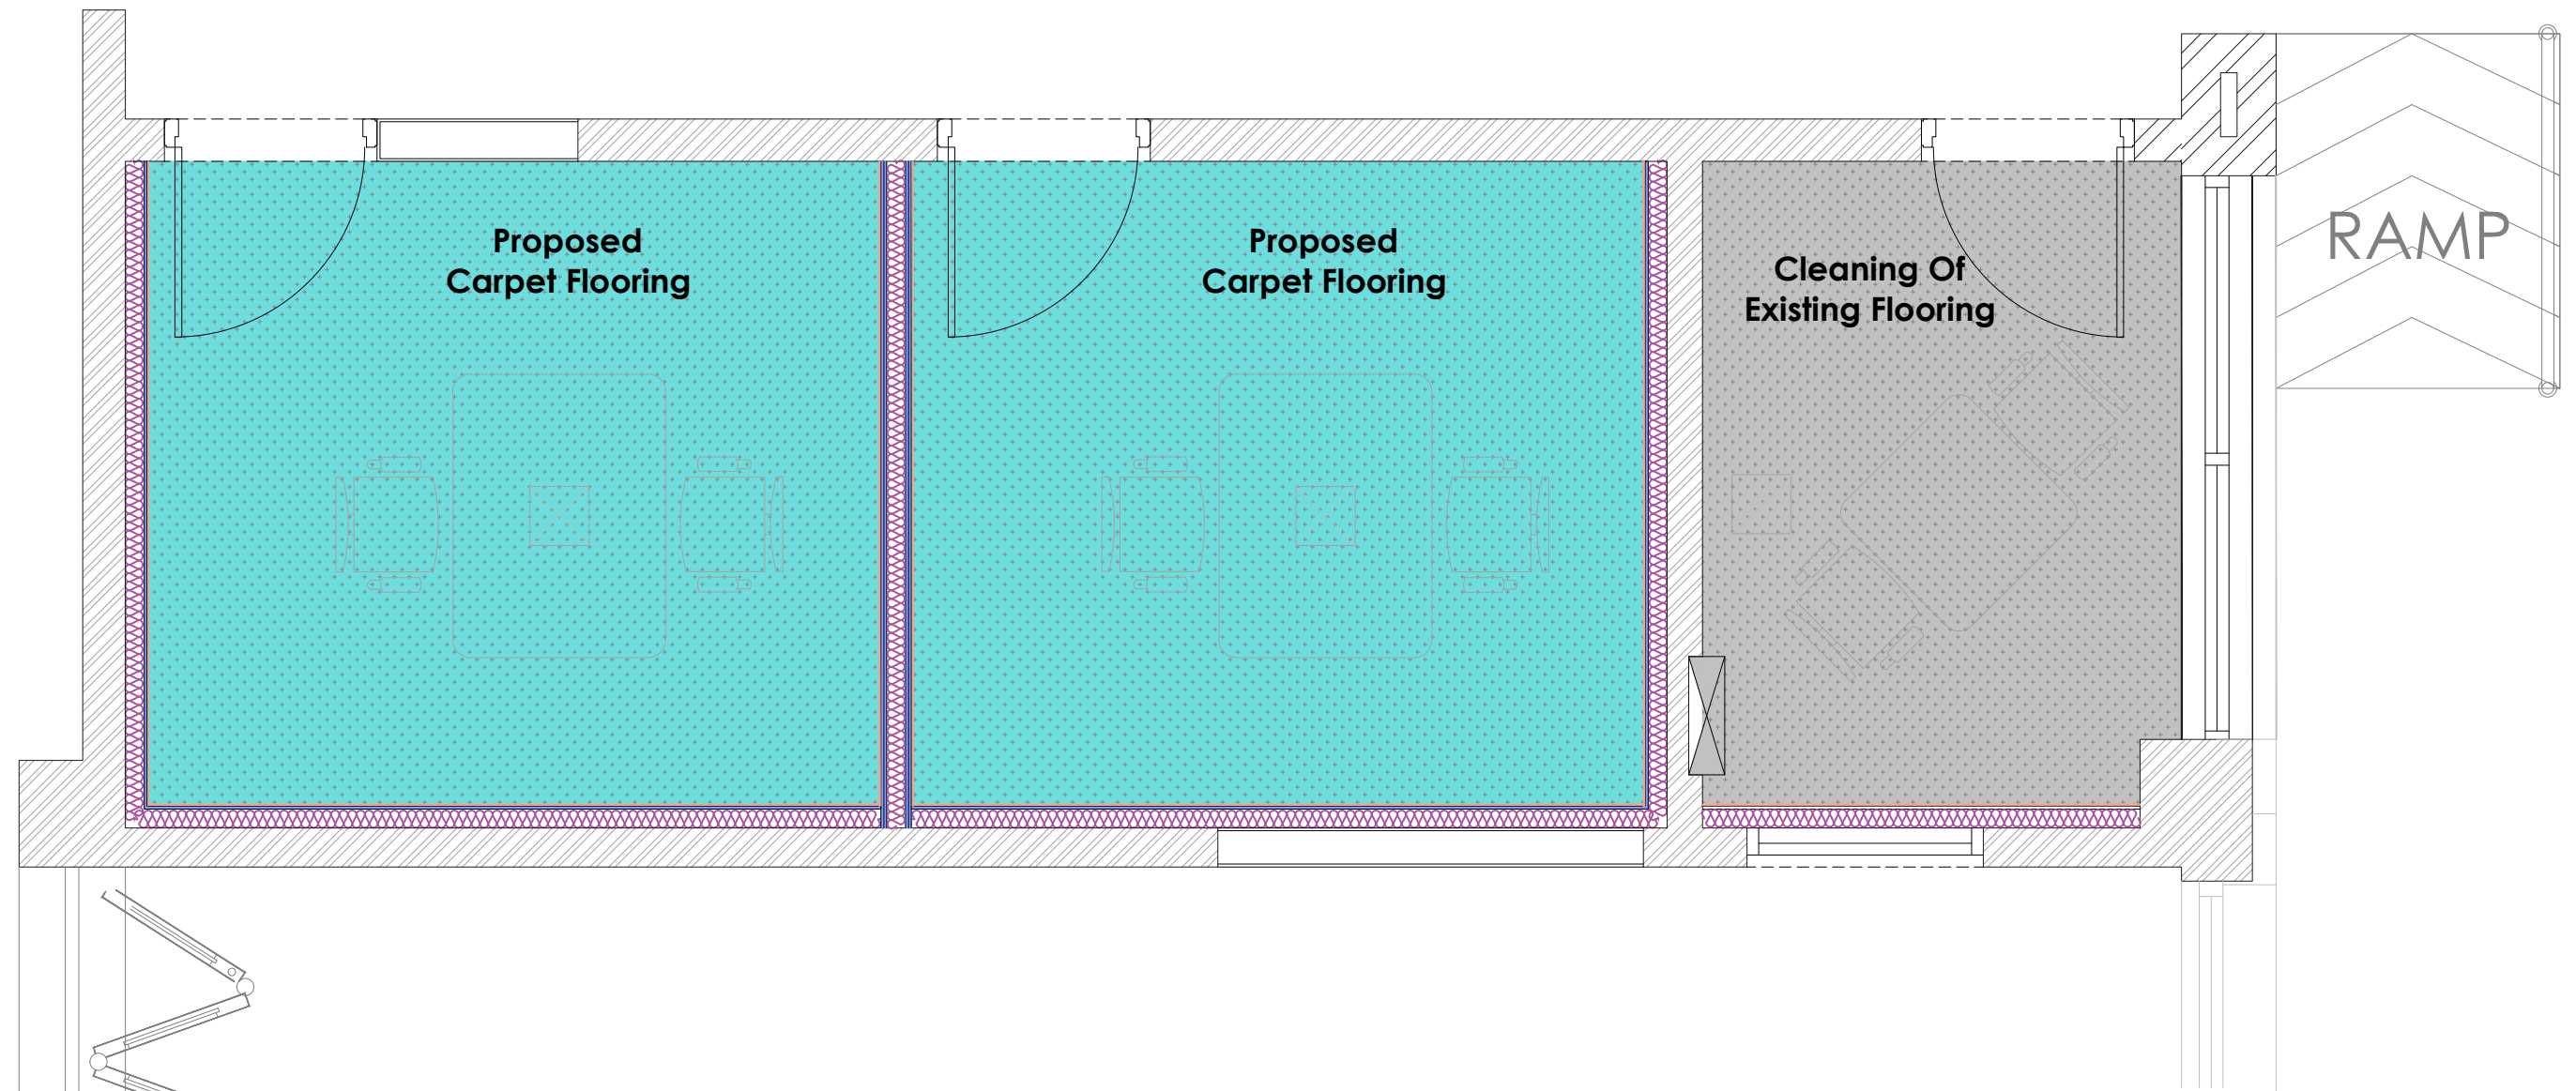 Proposed
Carpet Flooring
Proposed
Carpet Flooring
Cleaning Of
Existing Flooring
RAMP